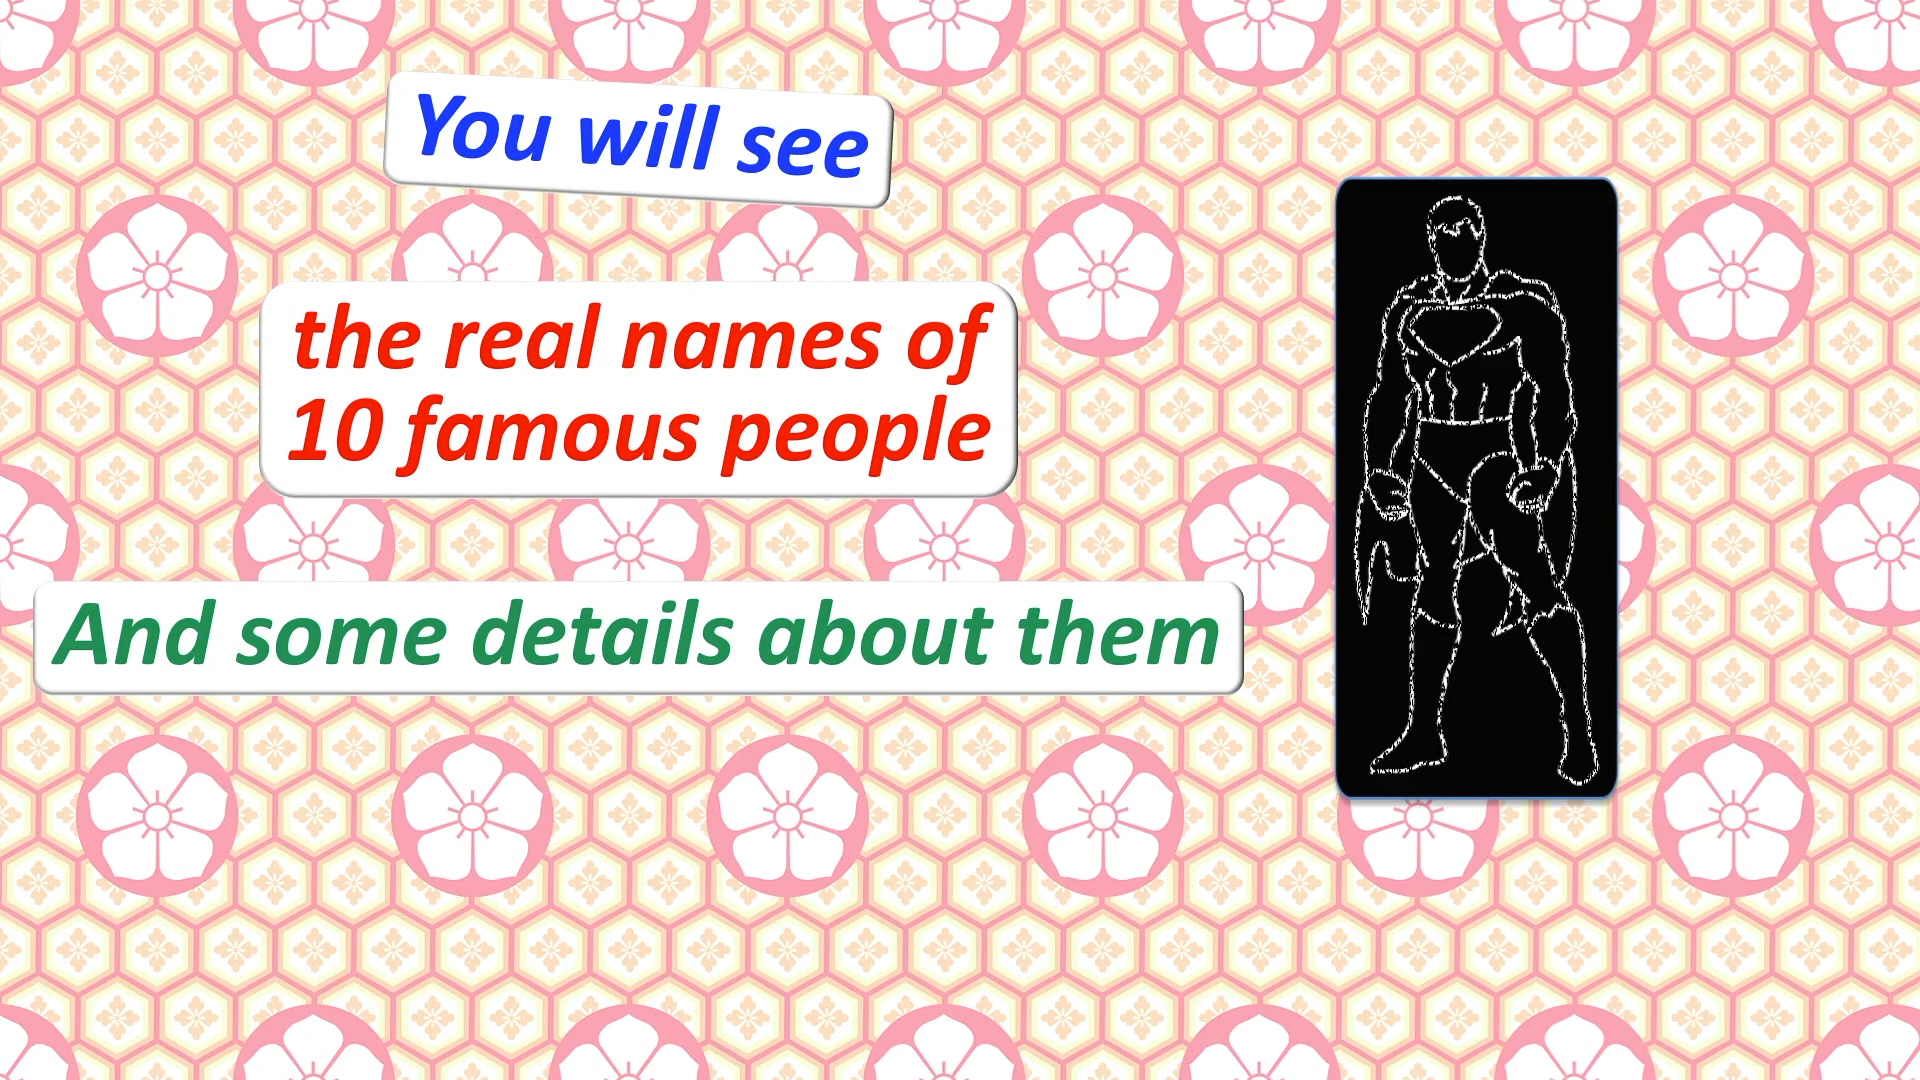 You will see
the real names of
10 famous people
And some details about them